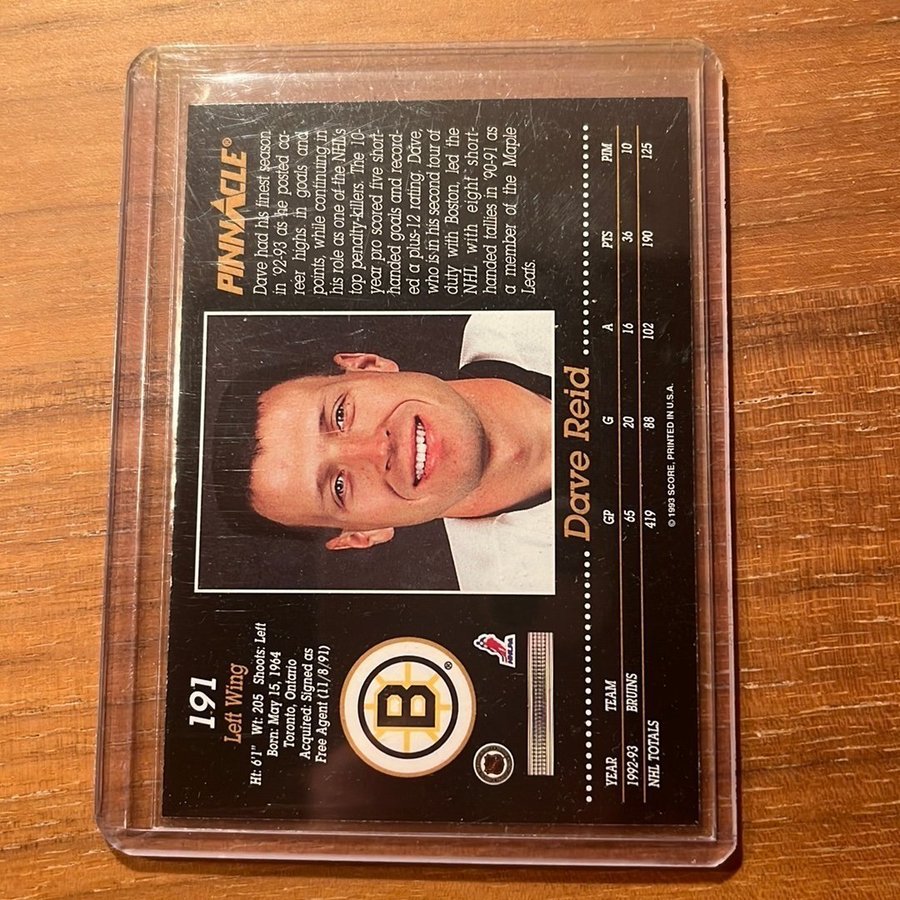 191
Left Wing
Ht: 6'1" Wt: 205 Shoots: Left
Born: May 15, 1964
Toronto, Ontario
Acquired: Signed as
Free Agent (11/8/91)
B
®
NHLPA
PINNACLE®
Dave had his finest season
in '92-93 as he posted ca-
reer highs in goals and
points, while continuing in
his role as one of the NHL's
top penalty-killers. The 10-
year pro scored five short-
handed goals and record-
ed a plus-12 rating. Dave,
who is in his second tour of
duty with Boston, led the
NHL with eight short-
handed tallies in '90-91 as
a member of the Maple
Leafs.
Dave Reid
YEAR TEAM GP G A PTS PIM
1992-93 BRUINS 65 20 16 36 10
NHL TOTALS 419 88 102 190 125
© 1993 SCORE, PRINTED IN U.S.A.